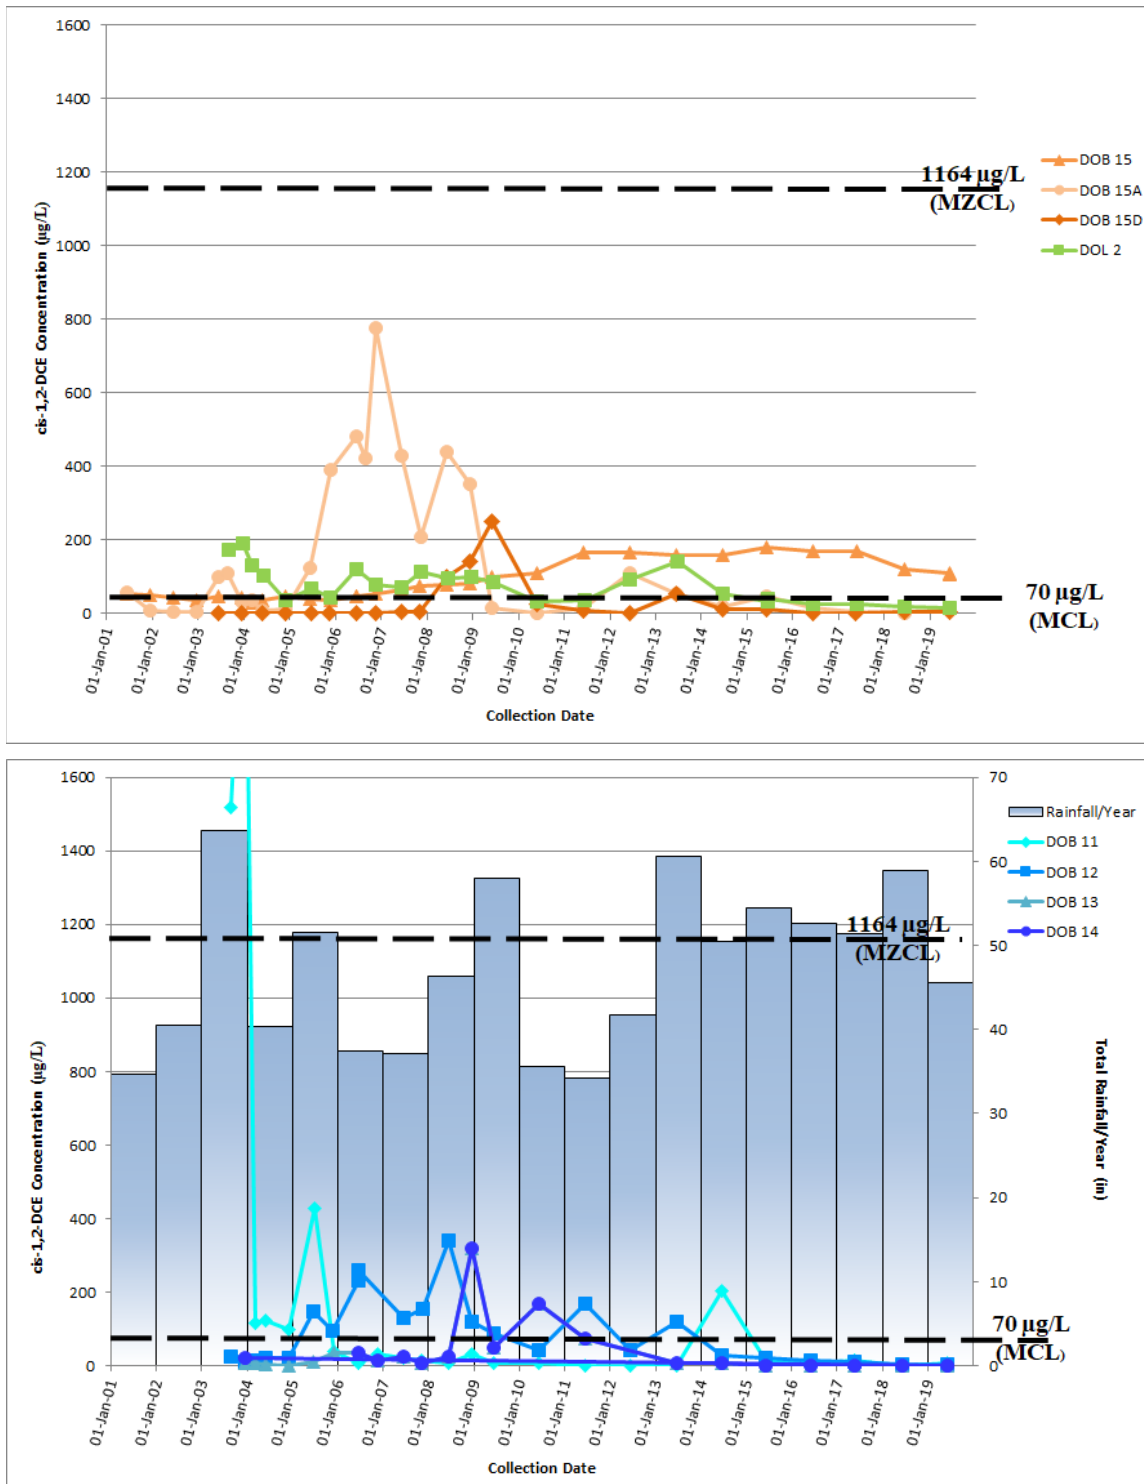 1600
1400
1200
1000
800
600
400
200
0
cis-1,2-DCE Concentration (µg/L)
1164 µg/L
(MZCL)
70 µg/L
(MCL)
DOB 15
DOB 15A
DOB 15D
DOL 2
01-Jan-01
01-Jan-02
01-Jan-03
01-Jan-04
01-Jan-05
01-Jan-06
01-Jan-07
01-Jan-08
01-Jan-09
01-Jan-10
01-Jan-11
01-Jan-12
01-Jan-13
01-Jan-14
01-Jan-15
01-Jan-16
01-Jan-17
01-Jan-18
01-Jan-19
Collection Date
1600
1400
1200
1000
800
600
400
200
0
cis-1,2-DCE Concentration (µg/L)
1164 µg/L
(MZCL)
70 µg/L
(MCL)
70
60
50
40
30
20
10
0
Total Rainfall/Year (in)
Rainfall/Year
DOB 11
DOB 12
DOB 13
DOB 14
01-Jan-01
01-Jan-02
01-Jan-03
01-Jan-04
01-Jan-05
01-Jan-06
01-Jan-07
01-Jan-08
01-Jan-09
01-Jan-10
01-Jan-11
01-Jan-12
01-Jan-13
01-Jan-14
01-Jan-15
01-Jan-16
01-Jan-17
01-Jan-18
01-Jan-19
Collection Date